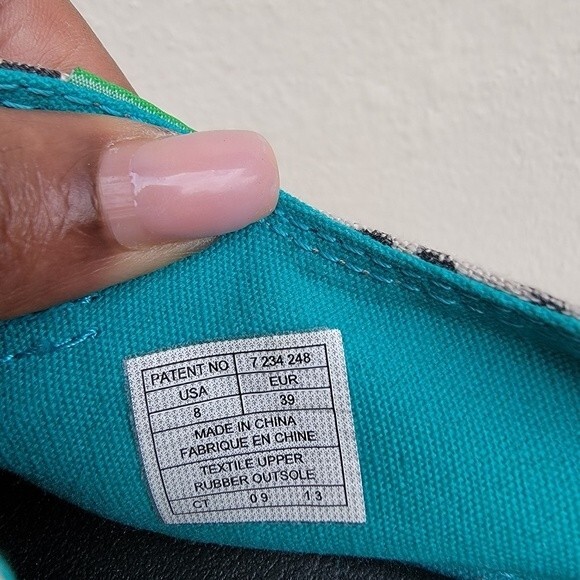 PATENT NO 7 234 248
USA EUR
8 39
MADE IN CHINA
FABRIQUE EN CHINE
TEXTILE UPPER
RUBBER OUTSOLE
CT 09 13